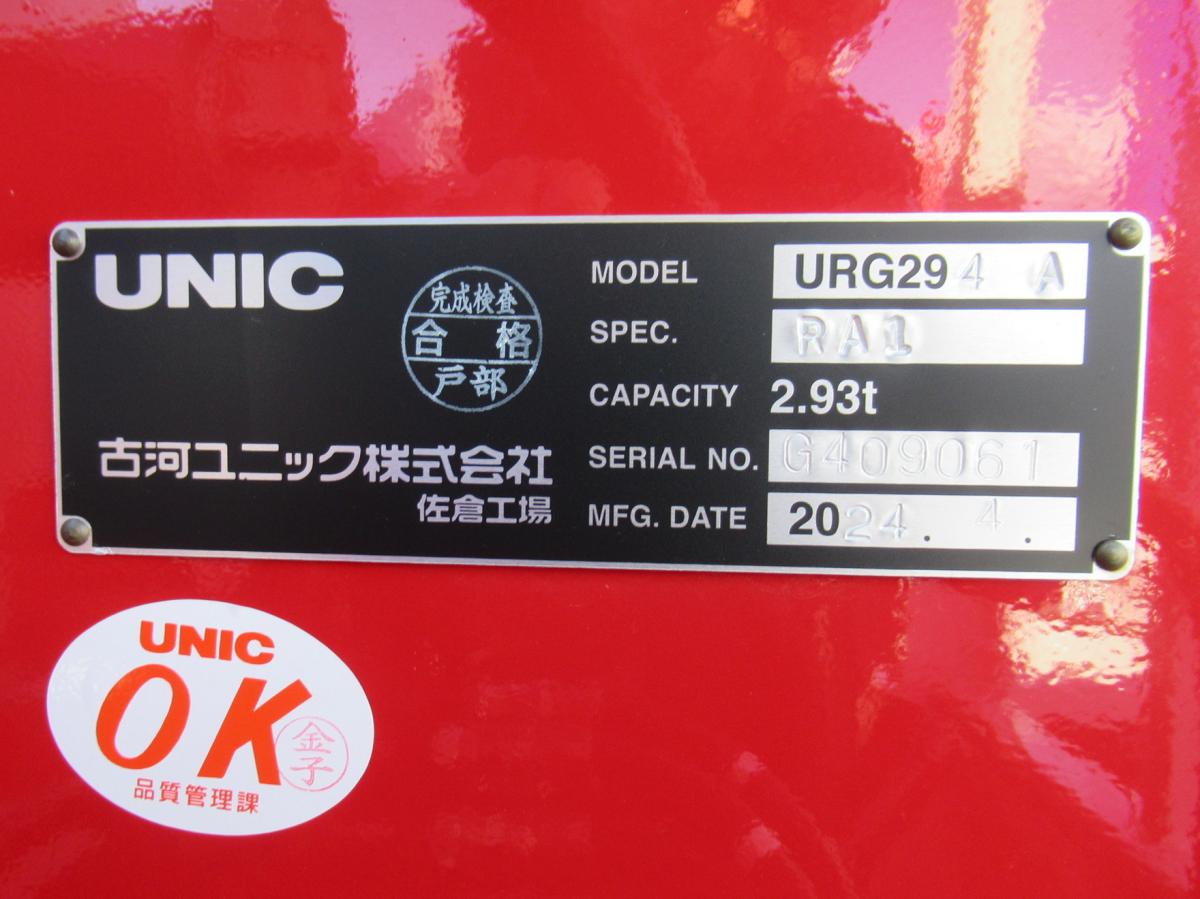 UNIC
完成検査
合格
戸部
古河ユニック株式会社
佐倉工場
MODEL URG294 A
SPEC. RA1
CAPACITY 2.93t
SERIAL NO. G409061
MFG. DATE 2024. 4.
UNIC
OK
金子
品質管理課